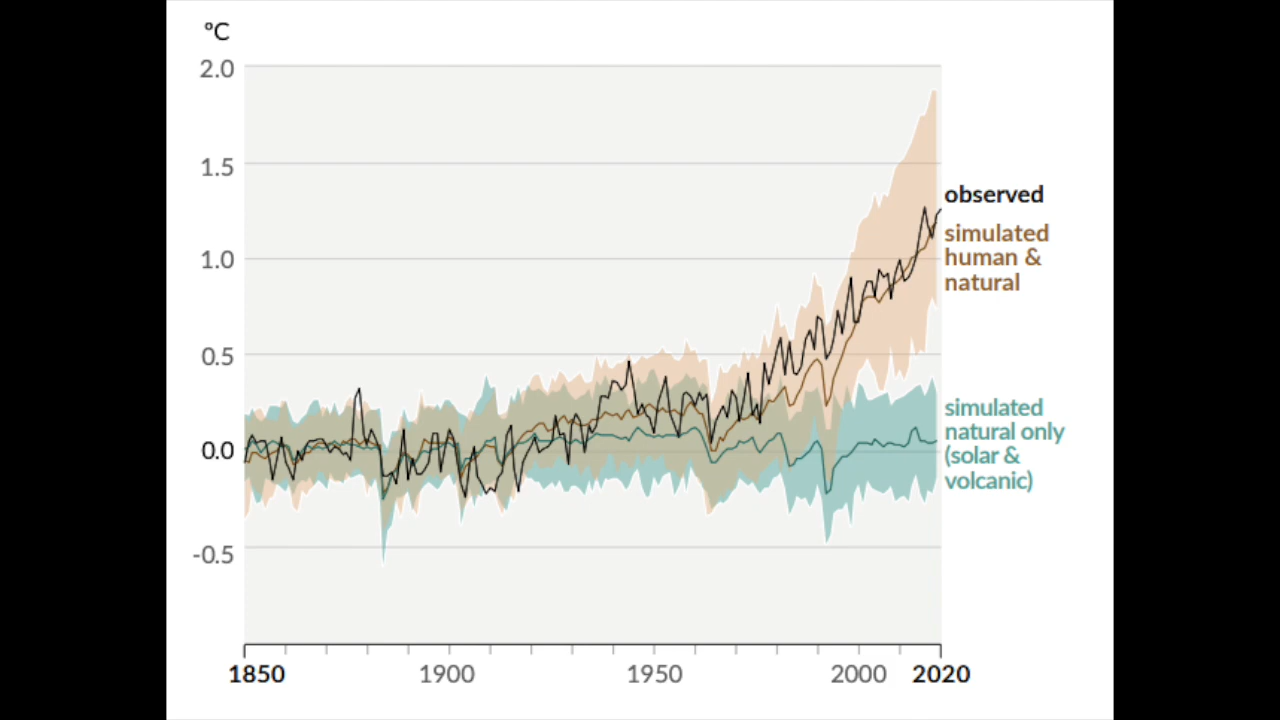 ºC
2.0
1.5
1.0
0.5
0.0
-0.5
observed
simulated
human &
natural
simulated
natural only
(solar &
volcanic)
1850
1900
1950
2000
2020